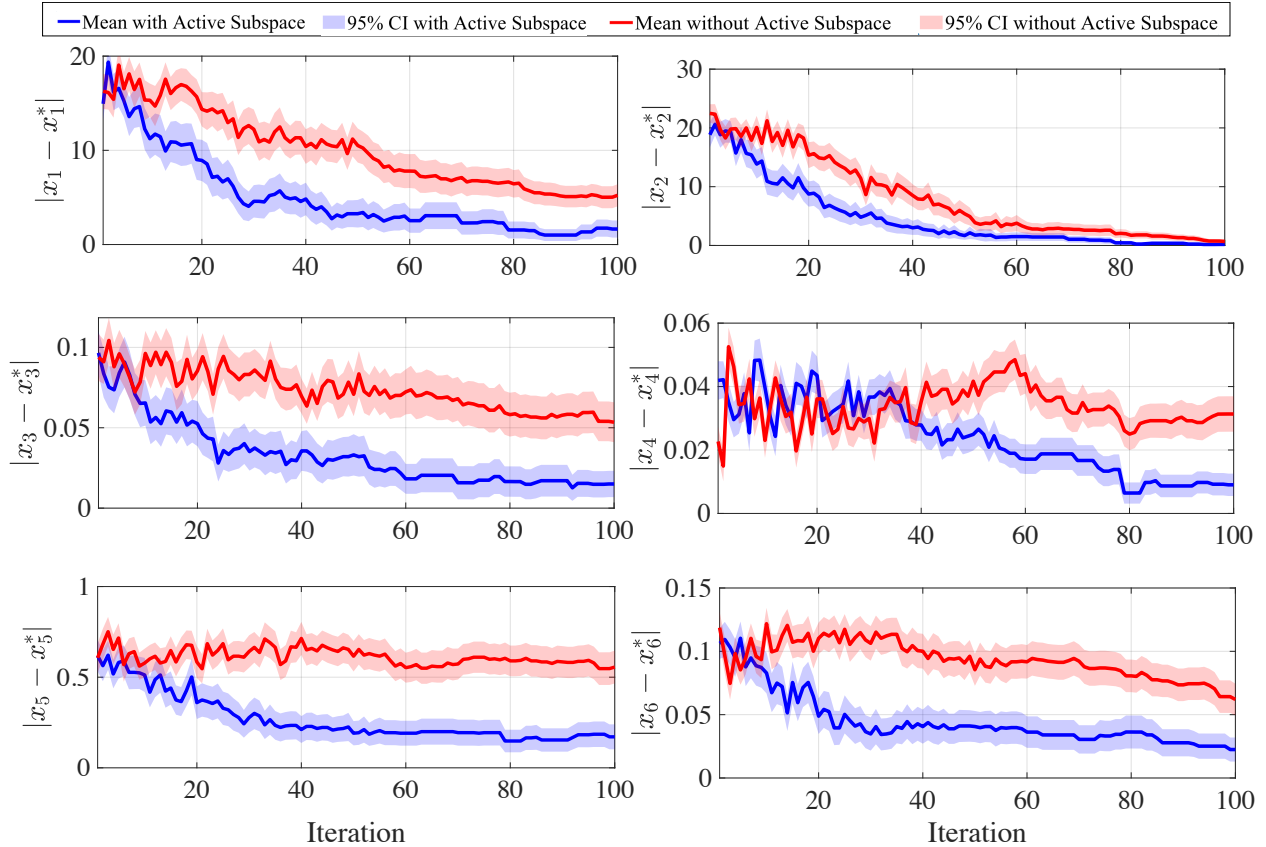 Mean with Active Subspace 95% CI with Active Subspace Mean without Active Subspace 95% CI without Active Subspace
|x₁ − x₁*|
20
10
0
20 40 60 80 100
|x₂ − x₂*|
30
20
10
0
20 40 60 80 100
|x₃ − x₃*|
0.1
0.05
0
20 40 60 80 100
|x₄ − x₄*|
0.06
0.04
0.02
0
20 40 60 80 100
|x₅ − x₅*|
1
0.5
0
20 40 60 80 100
Iteration
|x₆ − x₆*|
0.15
0.1
0.05
0
20 40 60 80 100
Iteration